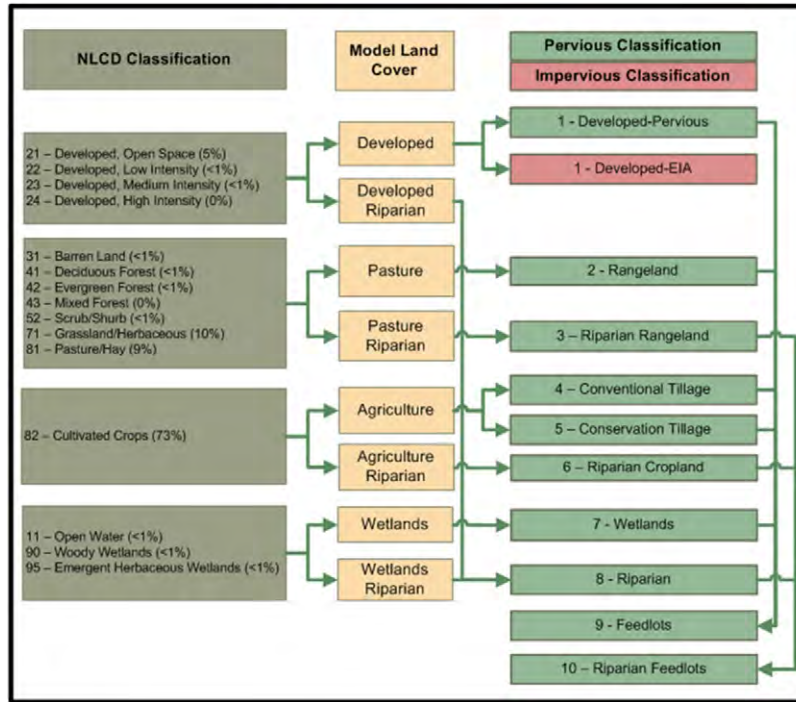 NLCD Classification
Model Land
Cover
Pervious Classification
Impervious Classification
21 – Developed, Open Space (5%)
22 – Developed, Low Intensity (<1%)
23 – Developed, Medium Intensity (<1%)
24 – Developed, High Intensity (0%)
Developed
Developed
Riparian
1 - Developed-Pervious
1 - Developed-EIA
31 – Barren Land (<1%)
41 – Deciduous Forest (<1%)
42 – Evergreen Forest (<1%)
43 – Mixed Forest (0%)
52 – Scrub/Shurb (<1%)
71 – Grassland/Herbaceous (10%)
81 – Pasture/Hay (9%)
Pasture
Pasture
Riparian
2 - Rangeland
3 – Riparian Rangeland
82 – Cultivated Crops (73%)
Agriculture
Agriculture
Riparian
4 – Conventional Tillage
5 – Conservation Tillage
6 – Riparian Cropland
11 – Open Water (<1%)
90 – Woody Wetlands (<1%)
95 – Emergent Herbaceous Wetlands (<1%)
Wetlands
Wetlands
Riparian
7 - Wetlands
8 - Riparian
9 - Feedlots
10 – Riparian Feedlots